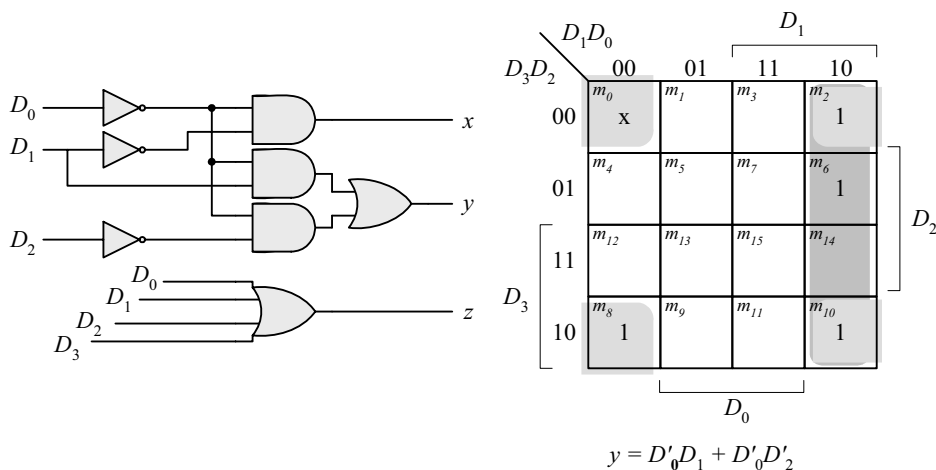 D₀
D₁
D₂
x
y
D₀
D₁
D₂
D₃
z
D₁D₀
D₁
D₃D₂
00 01 11 10
00
01
11
10
m₀ m₁ m₃ m₂
x 1
m₄ m₅ m₇ m₆
1
m₁₂ m₁₃ m₁₅ m₁₄
m₈ m₉ m₁₁ m₁₀
1 1
D₂
D₃
D₀
y = D′₀D₁ + D′₀D′₂